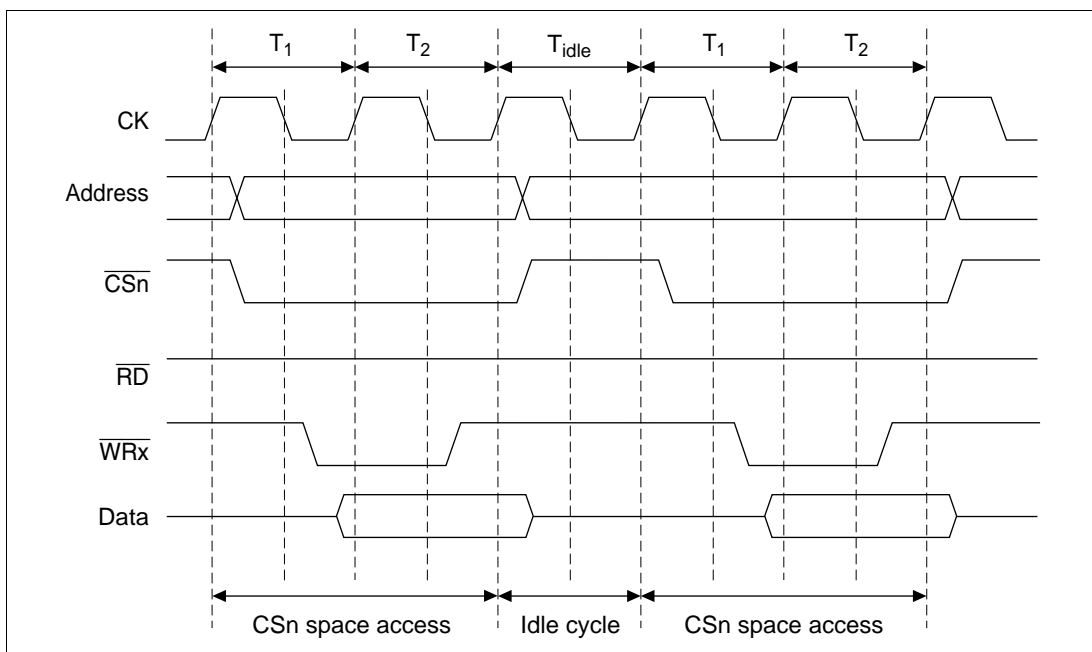 T1 T2 Tidle T1 T2
CK
Address
CSn
RD
WRx
Data
CSn space access Idle cycle CSn space access